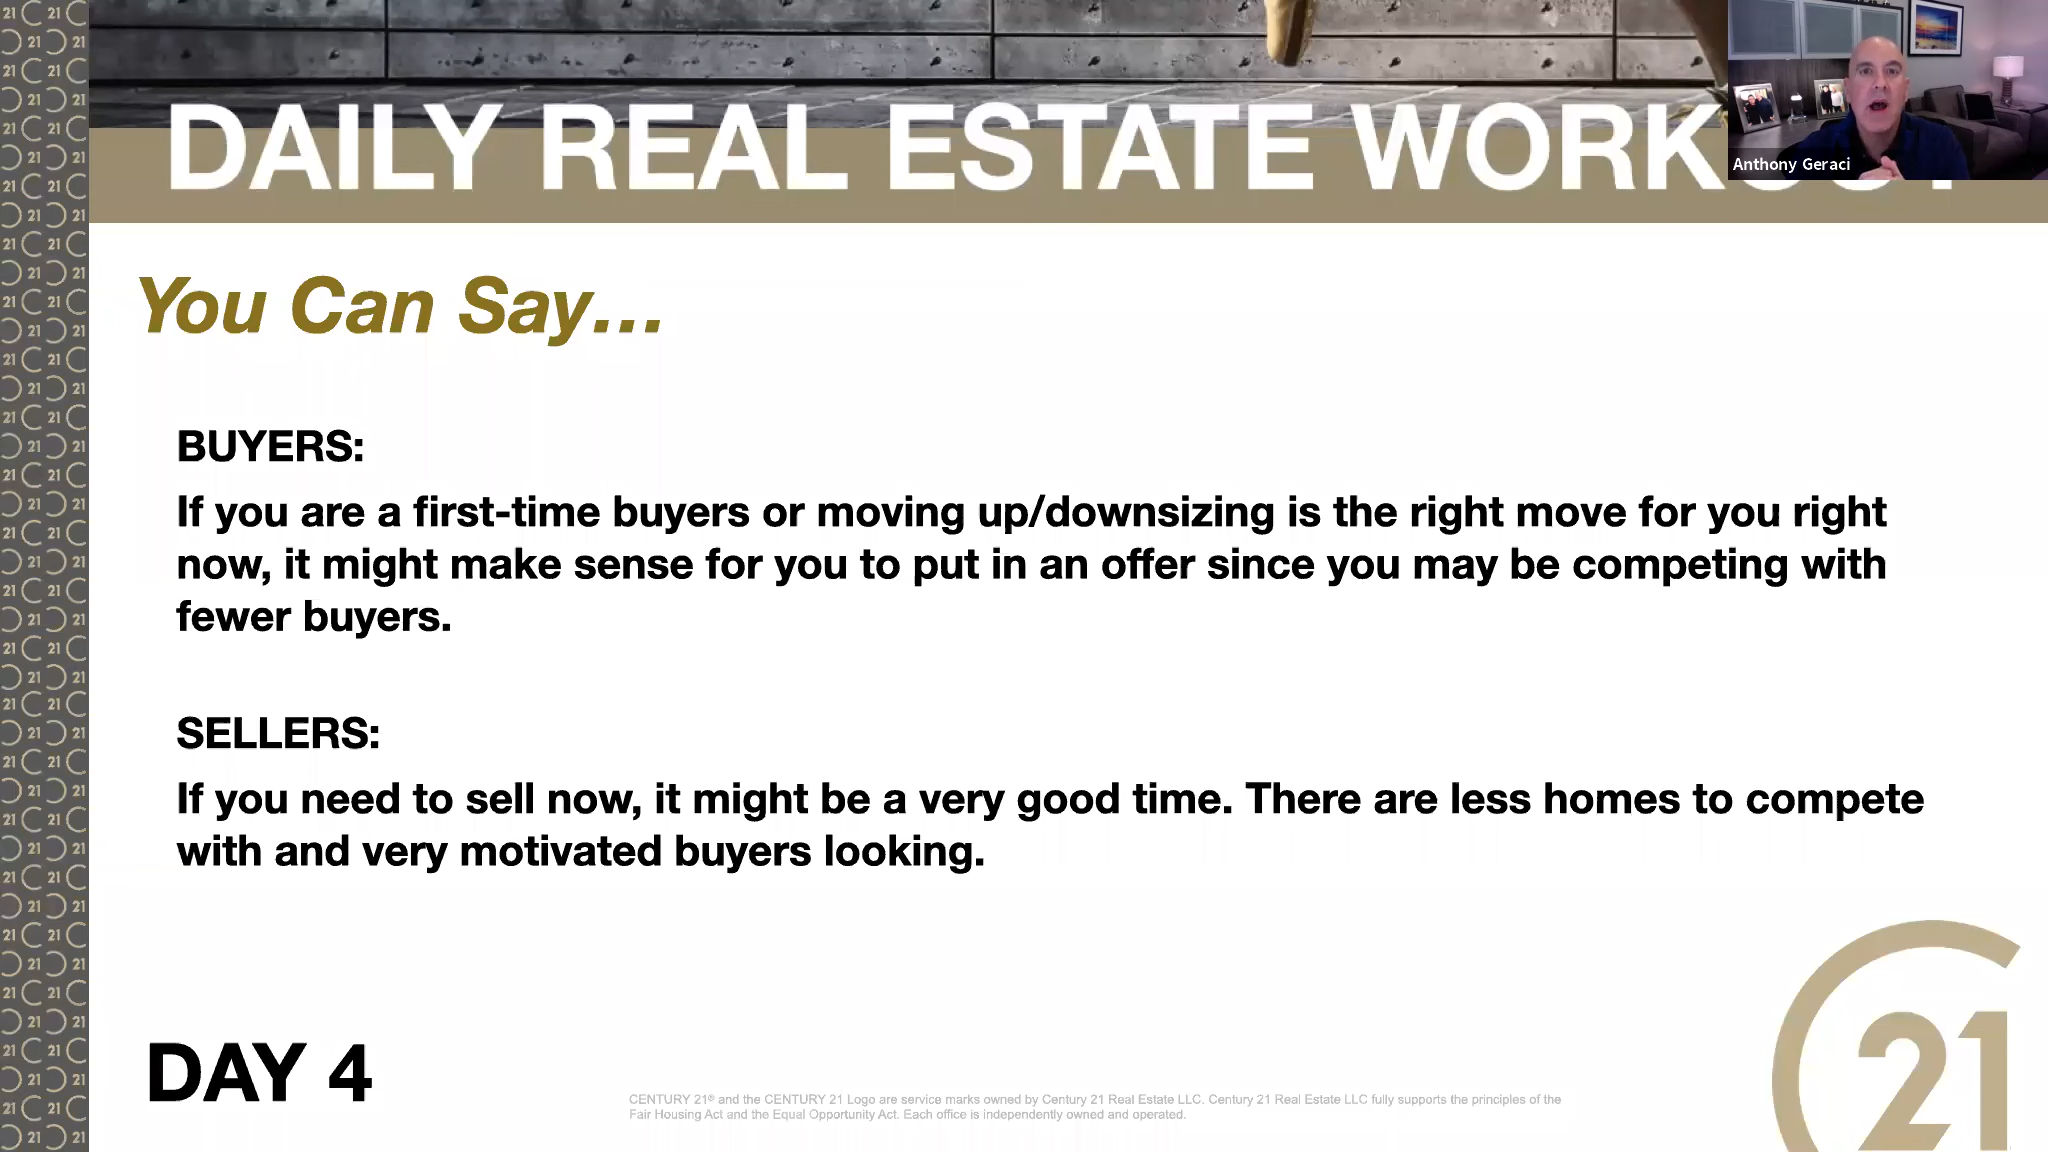 DAILY REAL ESTATE WORKOUT
Anthony Geraci
You Can Say...
BUYERS:
If you are a first-time buyers or moving up/downsizing is the right move for you right
now, it might make sense for you to put in an offer since you may be competing with
fewer buyers.
SELLERS:
If you need to sell now, it might be a very good time. There are less homes to compete
with and very motivated buyers looking.
DAY 4
CENTURY 21® and the CENTURY 21 Logo are service marks owned by Century 21 Real Estate LLC. Century 21 Real Estate LLC fully supports the principles of the
Fair Housing Act and the Equal Opportunity Act. Each office is independently owned and operated.
C21